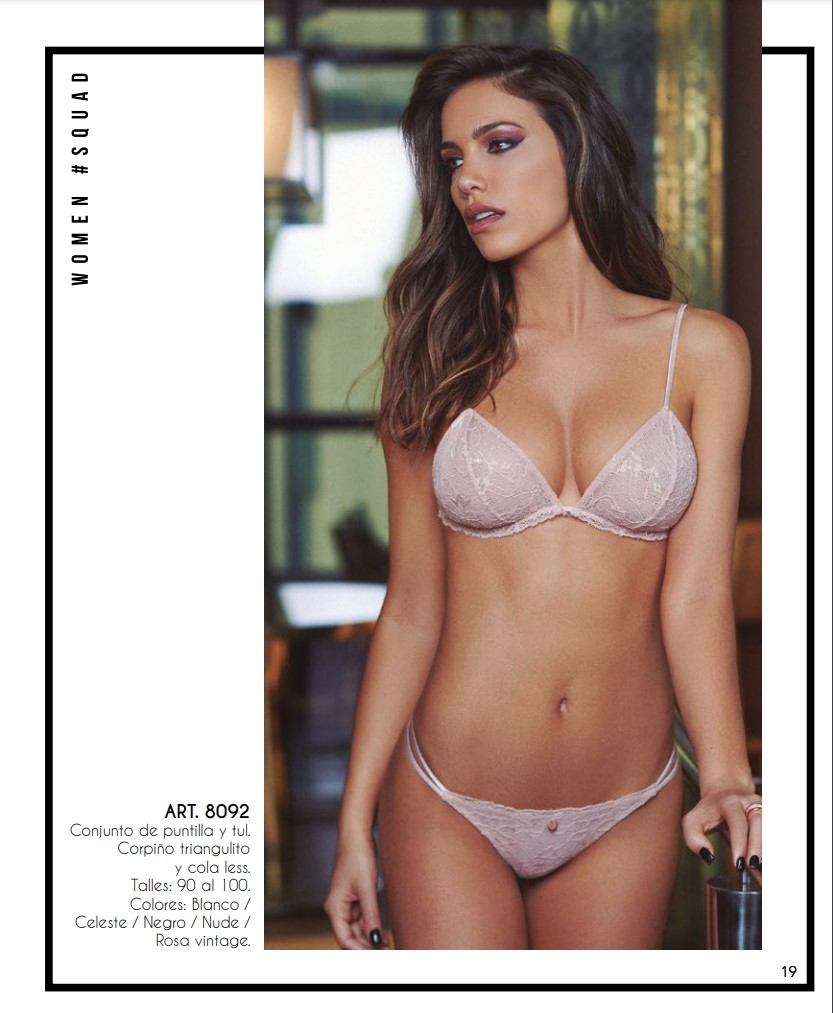 WOMEN #SQUAD
ART. 8092
Conjunto de puntilla y tul.
Corpiño triangulito
y cola less.
Talles: 90 al 100.
Colores: Blanco /
Celeste / Negro / Nude /
Rosa vintage.
19